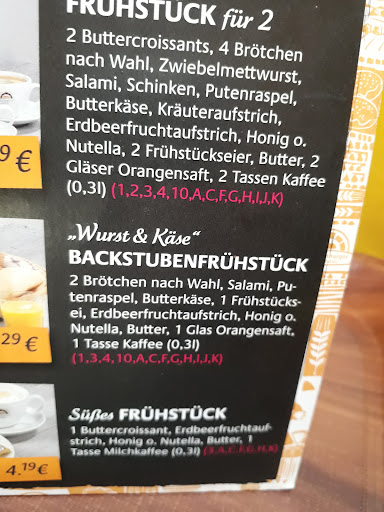 FRÜHSTÜCK für 2
2 Buttercroissants, 4 Brötchen
nach Wahl, Zwiebelmettwurst,
Salami, Schinken, Putenraspel,
Butterkäse, Kräuteraufstrich,
Erdbeerfruchtaufstrich, Honig o.
Nutella, 2 Frühstückseier, Butter, 2
Gläser Orangensaft, 2 Tassen Kaffee
(0,3l) (1,2,3,4,10,A,C,F,G,H,I,J,K)
9 €
„Wurst & Käse“
BACKSTUBENFRÜHSTÜCK
2 Brötchen nach Wahl, Salami, Pu-
tenraspel, Butterkäse, 1 Frühstücks-
ei, Erdbeerfruchtaufstrich, Honig o.
Nutella, Butter, 1 Glas Orangensaft,
1 Tasse Kaffee (0,3l)
(1,3,4,10,A,C,F,G,H,I,J,K)
29 €
Süßes FRÜHSTÜCK
1 Buttercroissant, Erdbeerfruchtauf-
strich, Honig o. Nutella, Butter, 1
Tasse Milchkaffee (0,3l) (3,A,C,F,G,H,K)
4.19 €